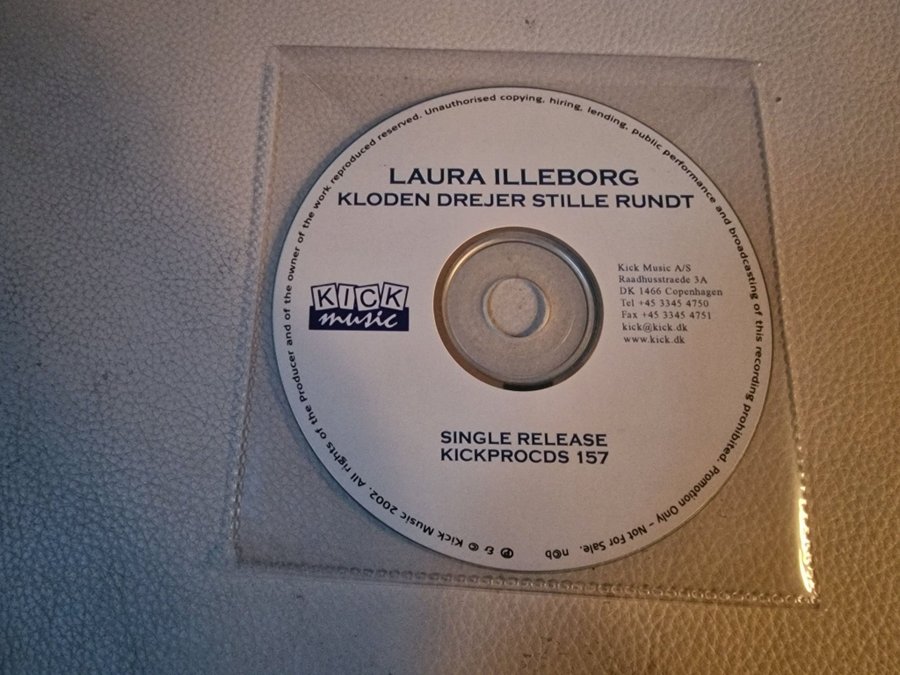 LAURA ILLEBORG
KLODEN DREJER STILLE RUNDT
KICK
music
Kick Music A/S
Raadhusstraede 3A
DK 1466 Copenhagen
Tel +45 3345 4750
Fax +45 3345 4751
kick@kick.dk
www.kick.dk
SINGLE RELEASE
KICKPROCDS 157
℗ & © Kick Music 2002. All rights of the Producer and of the owner of the work reproduced reserved. Unauthorised copying, hiring, lending, public performance and broadcasting of this recording prohibited. Promotion Only – Not For Sale. n©b